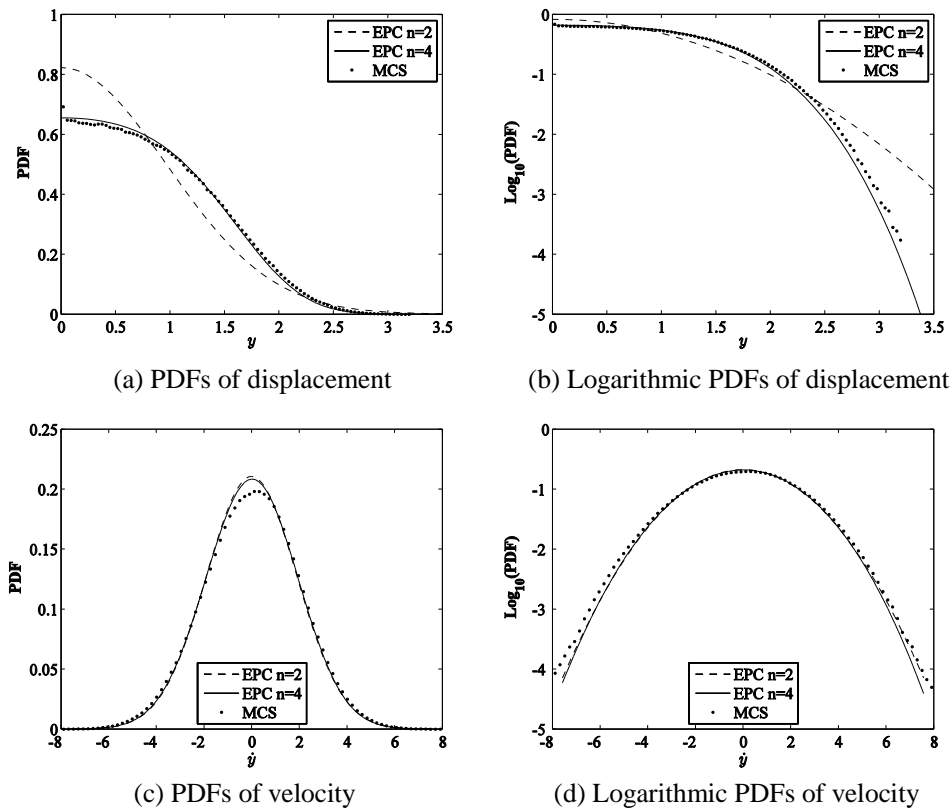 1
0.8
0.6
0.4
0.2
0
PDF
0 0.5 1 1.5 2 2.5 3 3.5
y
EPC n=2
EPC n=4
MCS
(a) PDFs of displacement
0
-1
-2
-3
-4
-5
Log10(PDF)
0 0.5 1 1.5 2 2.5 3 3.5
y
EPC n=2
EPC n=4
MCS
(b) Logarithmic PDFs of displacement
0.25
0.2
0.15
0.1
0.05
0
PDF
-8 -6 -4 -2 0 2 4 6 8
ẏ
EPC n=2
EPC n=4
MCS
(c) PDFs of velocity
0
-1
-2
-3
-4
-5
Log10(PDF)
-8 -6 -4 -2 0 2 4 6 8
ẏ
EPC n=2
EPC n=4
MCS
(d) Logarithmic PDFs of velocity